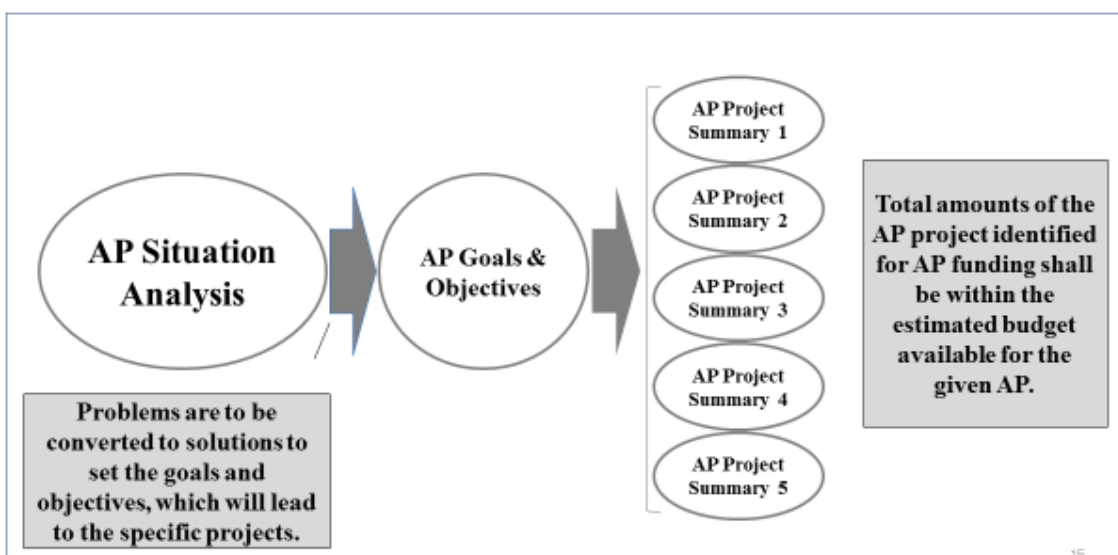 AP Situation
Analysis
Problems are to be
converted to solutions to
set the goals and
objectives, which will lead
to the specific projects.
AP Goals &
Objectives
AP Project
Summary 1
AP Project
Summary 2
AP Project
Summary 3
AP Project
Summary 4
AP Project
Summary 5
Total amounts of the
AP project identified
for AP funding shall
be within the
estimated budget
available for the
given AP.
15